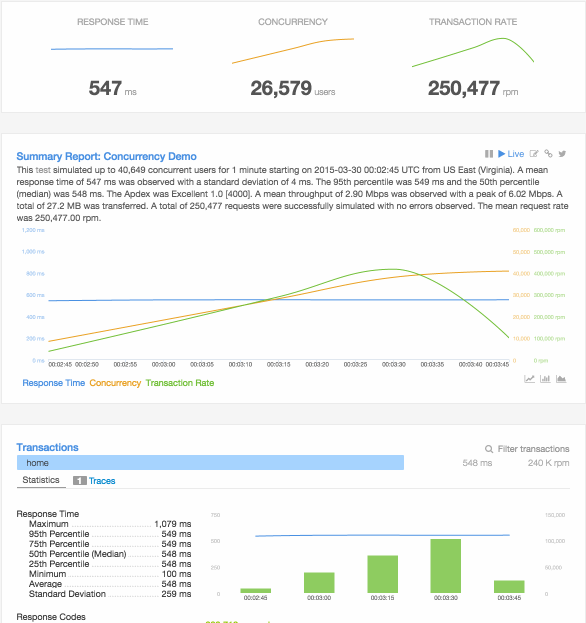 RESPONSE TIME CONCURRENCY TRANSACTION RATE
547 ms 26,579 users 250,477 rpm
Summary Report: Concurrency Demo Live
This test simulated up to 40,649 concurrent users for 1 minute starting on 2015-03-30 00:02:45 UTC from US East (Virginia). A mean
response time of 547 ms was observed with a standard deviation of 4 ms. The 95th percentile was 549 ms and the 50th percentile
(median) was 548 ms. The Apdex was Excellent 1.0 [4000]. A mean throughput of 2.90 Mbps was observed with a peak of 6.02 Mbps. A
total of 27.2 MB was transferred. A total of 250,477 requests were successfully simulated with no errors observed. The mean request rate
was 250,477.00 rpm.
1,200 ms 60,000 600,000 rpm
1,000 ms 50,000 500,000 rpm
800 ms 40,000 400,000 rpm
600 ms 30,000 300,000 rpm
400 ms 20,000 200,000 rpm
200 ms 10,000 100,000 rpm
0 ms 0 0 rpm
00:02:45 00:02:50 00:02:55 00:03:00 00:03:05 00:03:10 00:03:15 00:03:20 00:03:25 00:03:30 00:03:35 00:03:40 00:03:45
Response Time Concurrency Transaction Rate
Transactions Filter transactions
home 548 ms 240 K rpm
Statistics 1 Traces
Response Time
Maximum 1,079 ms
95th Percentile 549 ms
75th Percentile 549 ms
50th Percentile (Median) 548 ms
25th Percentile 548 ms
Minimum 100 ms
Average 548 ms
Standard Deviation 259 ms
750 150,000
500 100,000
250 50,000
0 0
00:02:45 00:03:00 00:03:15 00:03:30 00:03:45
Response Codes